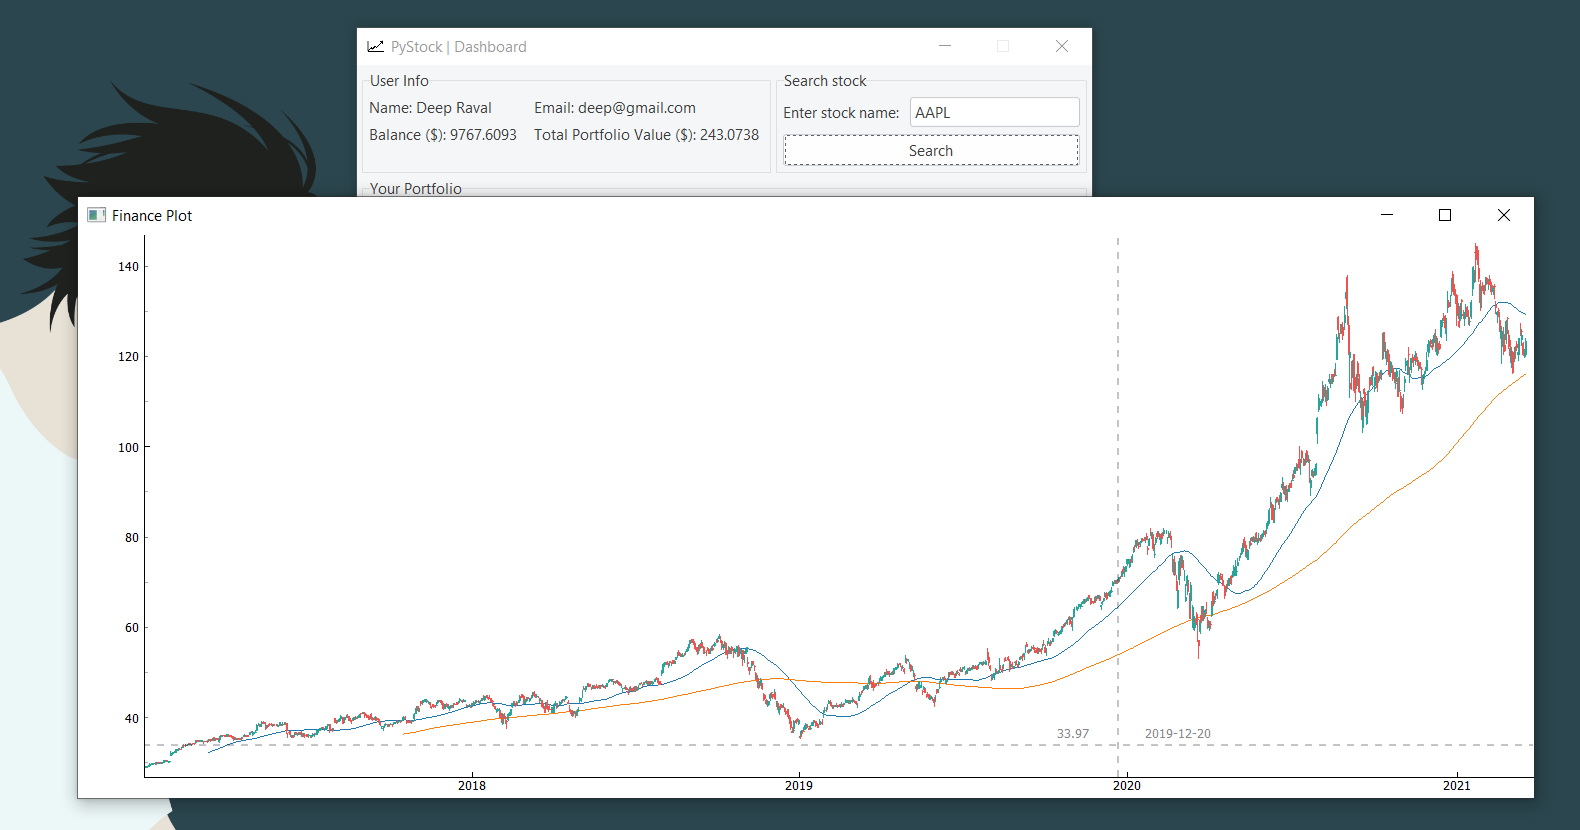 PyStock | Dashboard
User Info
Name: Deep Raval
Email: deep@gmail.com
Balance ($): 9767.6093
Total Portfolio Value ($): 243.0738
Search stock
Enter stock name:
AAPL
Search
Your Portfolio
Finance Plot
140
120
100
80
60
40
33.97
2019-12-20
2018
2019
2020
2021